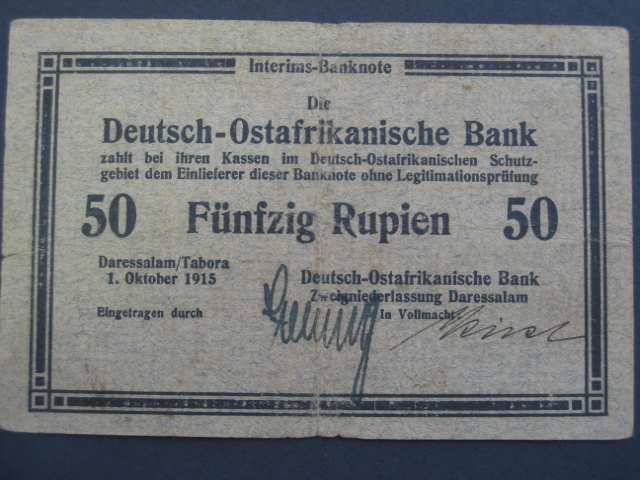 Interims-Banknote
Die
Deutsch-Ostafrikanische Bank
zahlt bei ihren Kassen im Deutsch-Ostafrikanischen Schutz-
gebiet dem Einlieferer dieser Banknote ohne Legitimationsprüfung
50 Fünfzig Rupien 50
Daressalam/Tabora
1. Oktober 1915
Deutsch-Ostafrikanische Bank
Zweigniederlassung Daressalam
Eingetragen durch
In Vollmacht